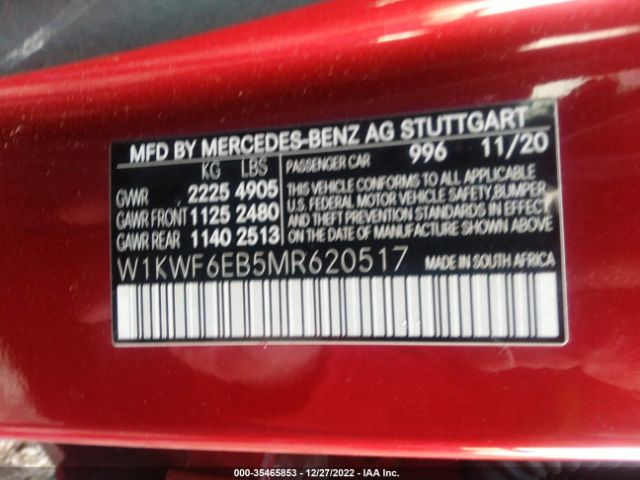 MFD BY MERCEDES-BENZ AG STUTTGART
KG LBS
PASSENGER CAR 996 11/20
GVWR 2225 4905
GAWR FRONT 1125 2480
GAWR REAR 1140 2513
THIS VEHICLE CONFORMS TO ALL APPLICABLE
U.S. FEDERAL MOTOR VEHICLE SAFETY,BUMPER,
AND THEFT PREVENTION STANDARDS IN EFFECT
ON THE DATE OF MANUFACTURE SHOWN ABOVE.
W1KWF6EB5MR620517 MADE IN SOUTH AFRICA
000-35465853 - 12/27/2022 - IAA Inc.